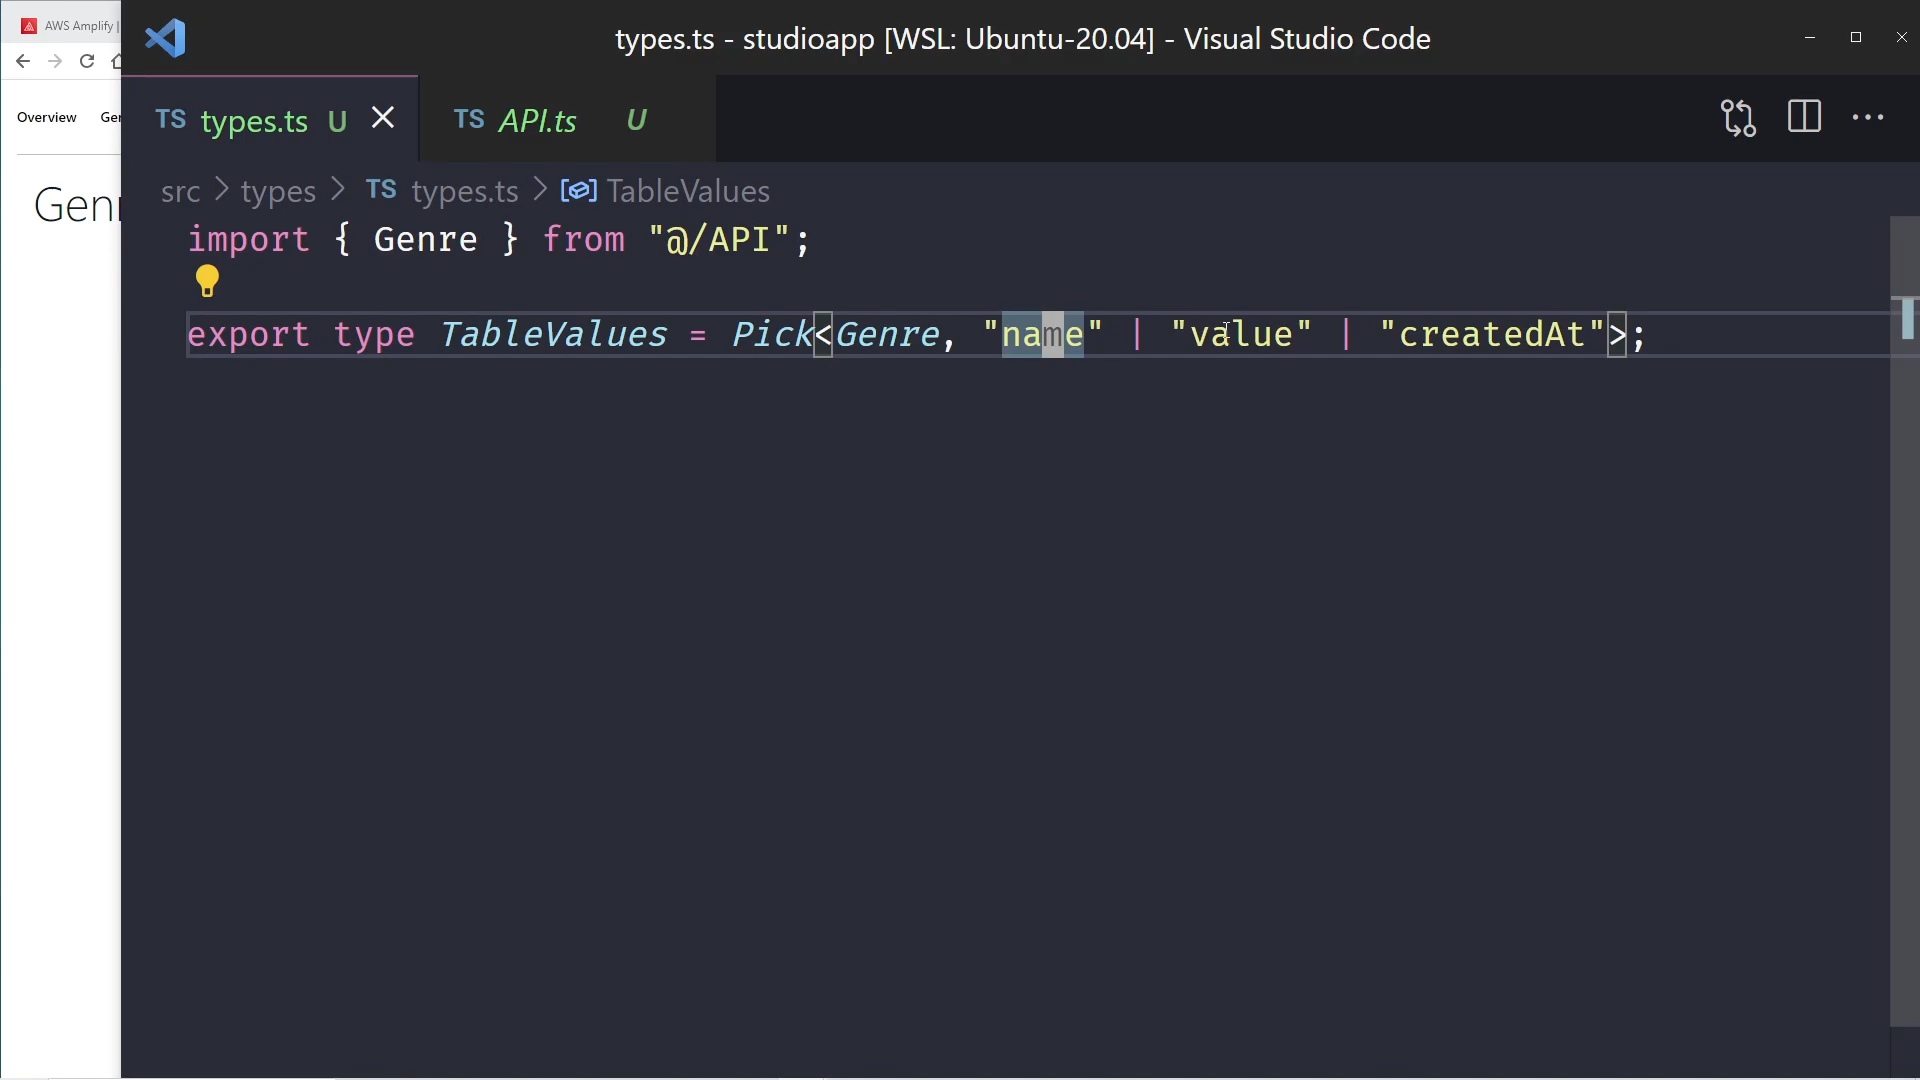 AWS Amplify |
types.ts - studioapp [WSL: Ubuntu-20.04] - Visual Studio Code
Overview
Ger
TS types.ts U
TS API.ts U
src > types > TS types.ts > TableValues
Genr
import { Genre } from "@/API";
export type TableValues = Pick<Genre, "name" | "value" | "createdAt">;